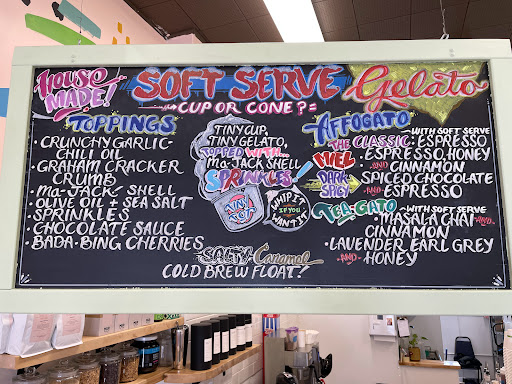 House MADE!
SOFT SERVE Gelato
CUP OR CONE?
TOPPINGS
• CRUNCHY GARLIC-CHILI OIL
• GRAHAM CRACKER CRUMB
• Ma-JACK SHELL
• OLIVE OIL + SEA SALT
• SPRINKLES
• CHOCOLATE SAUCE
• BADA-BING CHERRIES
TINY CUP,
TINY GELATO,
TOPPED WITH...
Ma-JACK SHELL
SPRINKLES
WHIP IT
IF YOU
WANT IT
SALTY Caramel
COLD BREW FLOAT!
AFFOGATO
THE CLASSIC - WITH SOFT SERVE
• ESPRESSO
MEL • ESPRESSO, HONEY
AND CINNAMON
DARK + SPICY • SPICED CHOCOLATE
AND ESPRESSO
TEA-GATO - WITH SOFT SERVE
• MASALA CHAI AND
CINNAMON
• LAVENDER EARL GREY
AND HONEY